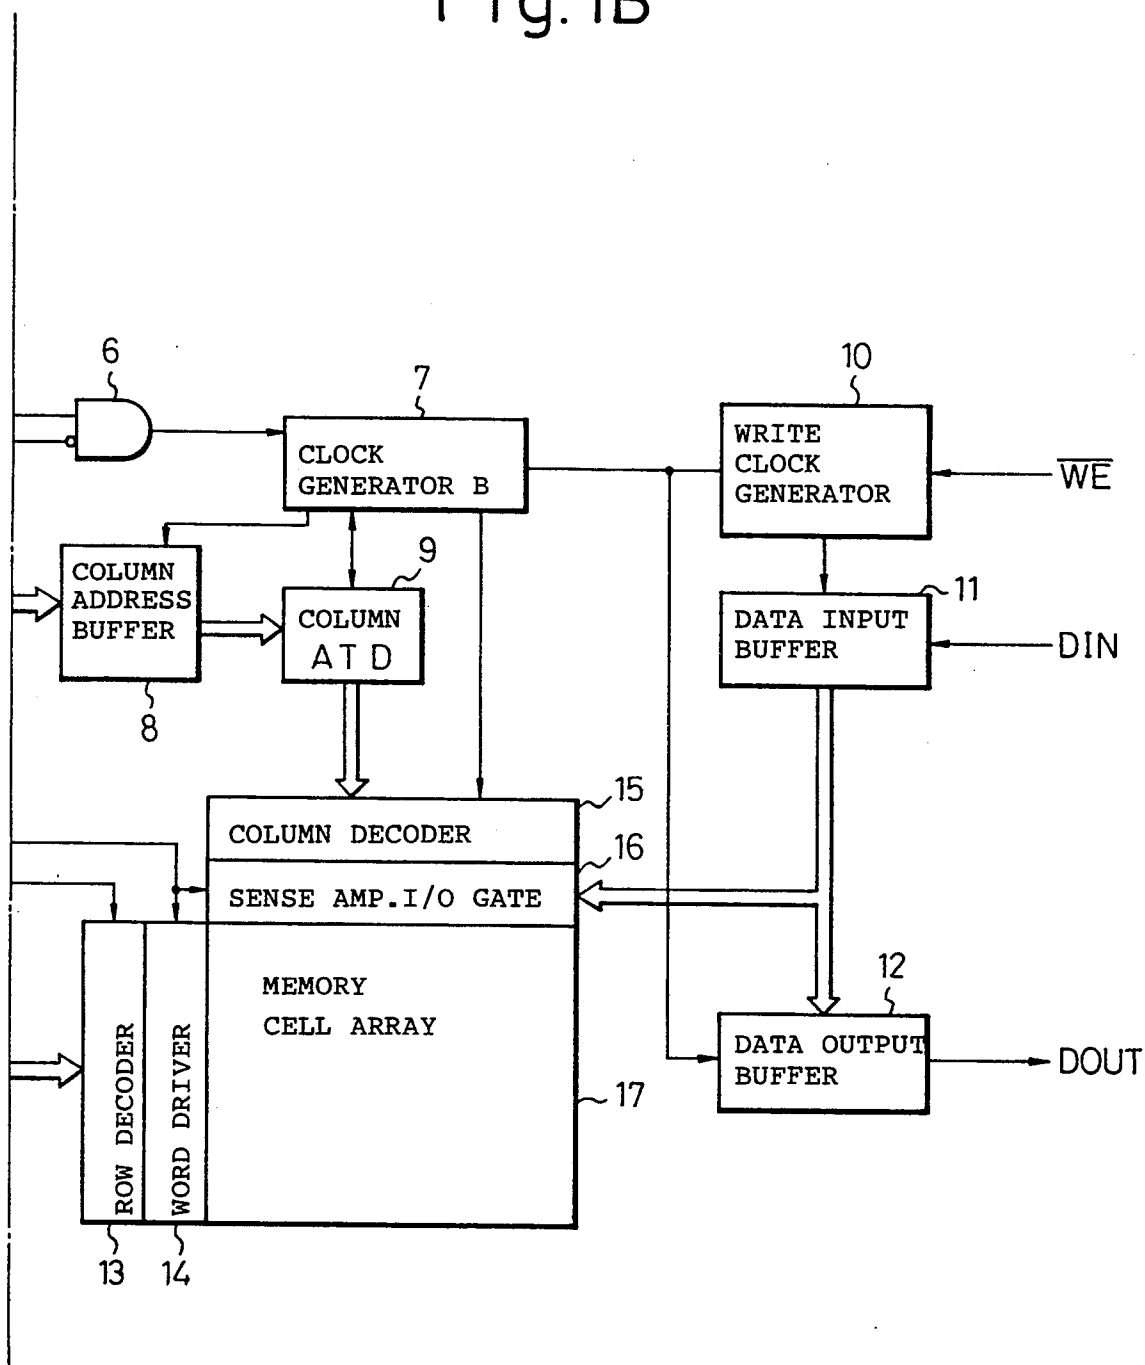 Fig. 1B
6
7
10
CLOCK
GENERATOR B
WRITE
CLOCK
GENERATOR
WE
COLUMN
ADDRESS
BUFFER
8
9
COLUMN
ATD
11
DATA INPUT
BUFFER
DIN
15
COLUMN DECODER
16
SENSE AMP.I/O GATE
MEMORY
CELL ARRAY
17
12
DATA OUTPUT
BUFFER
DOUT
ROW DECODER
WORD DRIVER
13
14